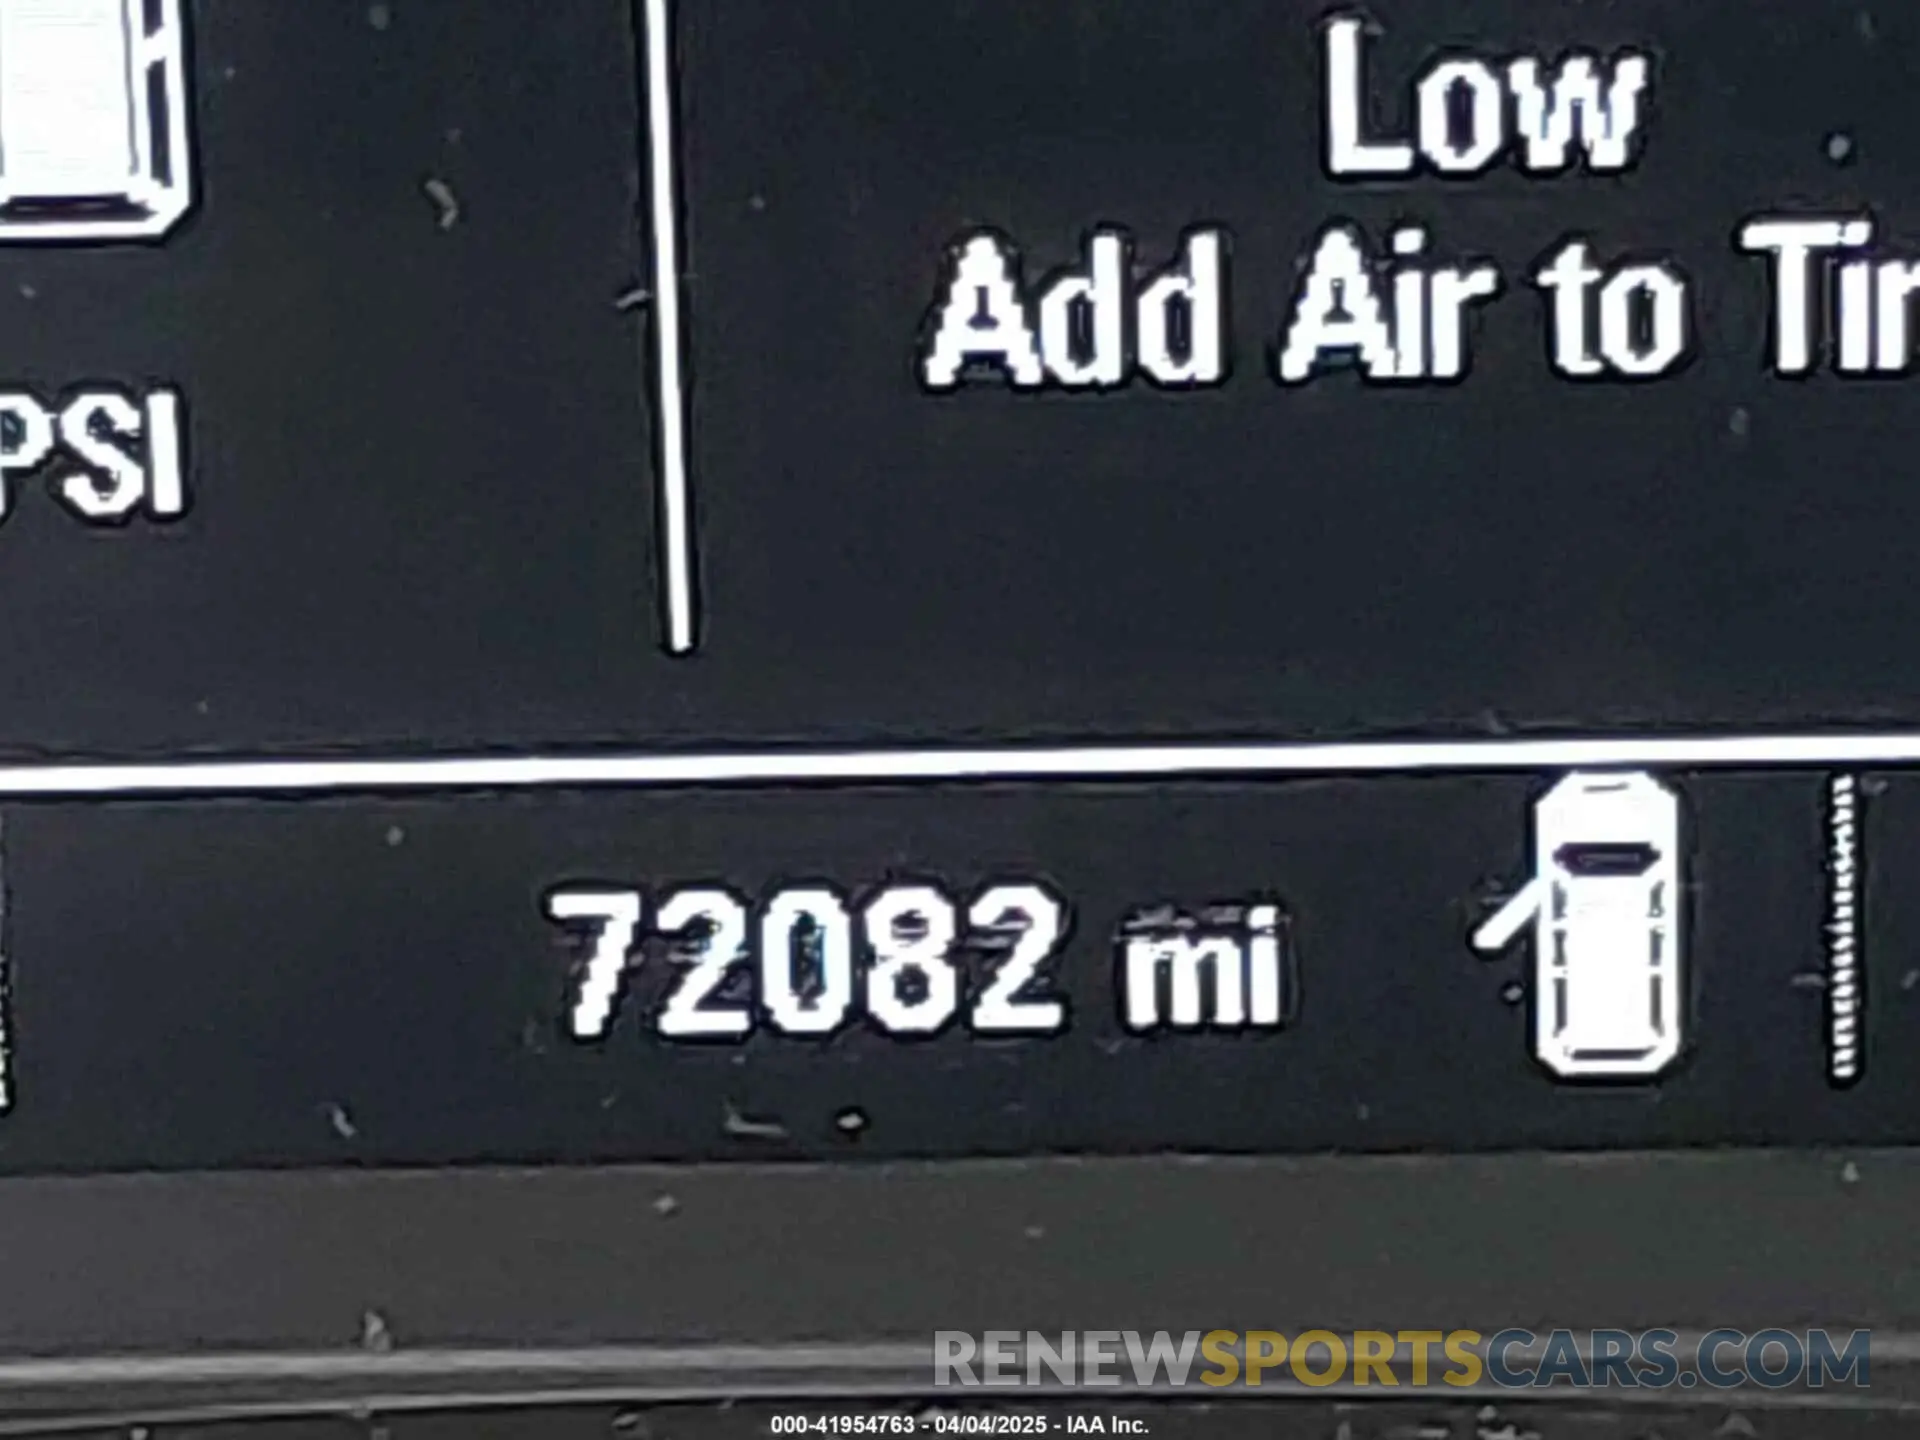 Low
Add Air to Tir
PSI
72082 mi
RENEWSPORTSCARS.COM
000-41954763 - 04/04/2025 - IAA Inc.